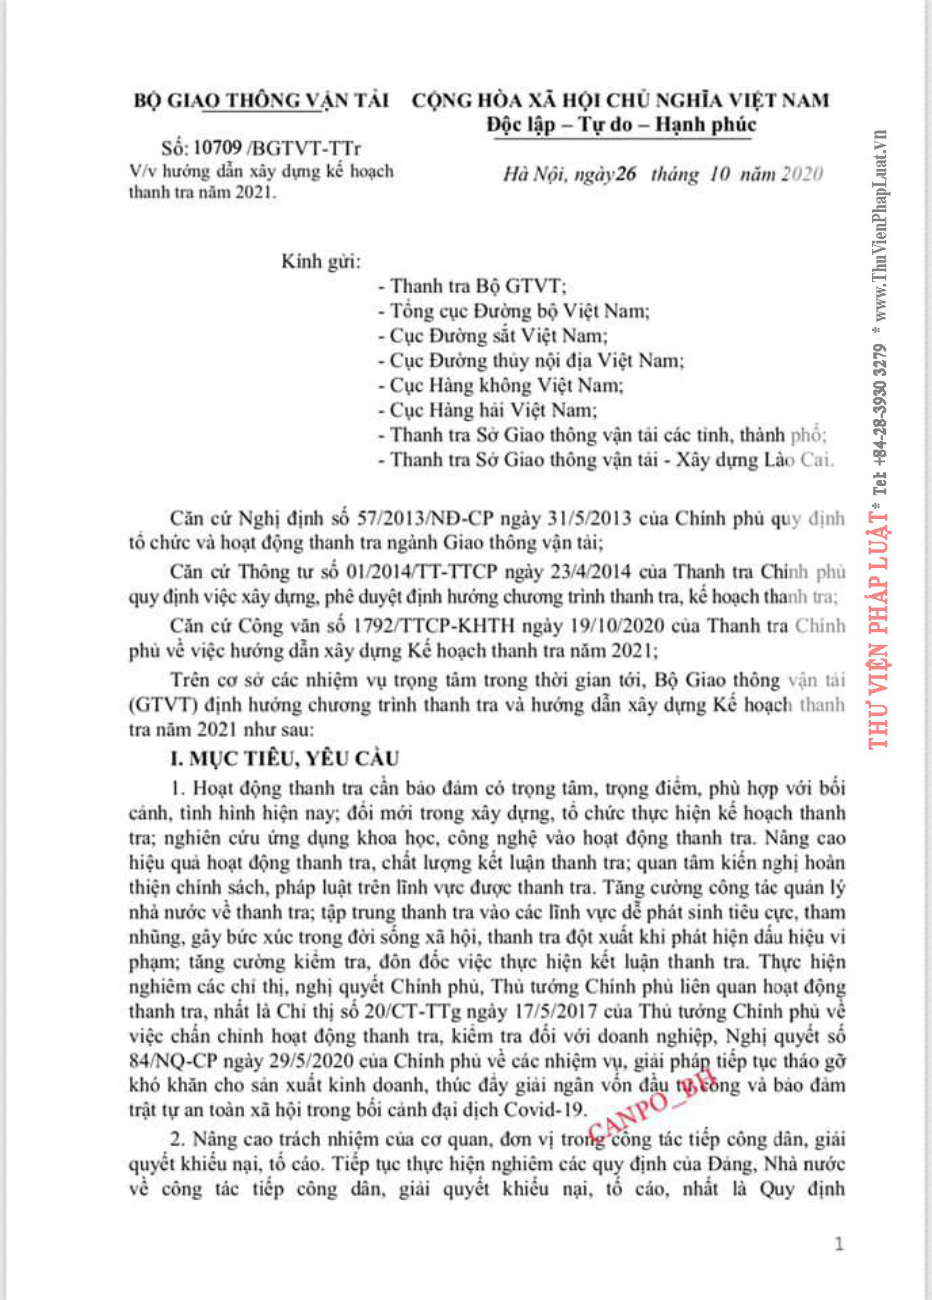 BỘ GIAO THÔNG VẬN TẢI
CỘNG HÒA XÃ HỘI CHỦ NGHĨA VIỆT NAM
Độc lập – Tự do – Hạnh phúc
Số: 10709 /BGTVT-TTr
V/v hướng dẫn xây dựng kế hoạch
thanh tra năm 2021.
Hà Nội, ngày26 tháng 10 năm 2020
Kính gửi:
- Thanh tra Bộ GTVT;
- Tổng cục Đường bộ Việt Nam;
- Cục Đường sắt Việt Nam;
- Cục Đường thủy nội địa Việt Nam;
- Cục Hàng không Việt Nam;
- Cục Hàng hải Việt Nam;
- Thanh tra Sở Giao thông vận tải các tỉnh, thành phố;
- Thanh tra Sở Giao thông vận tải - Xây dựng Lào Cai.
Căn cứ Nghị định số 57/2013/NĐ-CP ngày 31/5/2013 của Chính phủ quy định
tổ chức và hoạt động thanh tra ngành Giao thông vận tải;
Căn cứ Thông tư số 01/2014/TT-TTCP ngày 23/4/2014 của Thanh tra Chính phủ
quy định việc xây dựng, phê duyệt định hướng chương trình thanh tra, kế hoạch thanh tra;
Căn cứ Công văn số 1792/TTCP-KHTH ngày 19/10/2020 của Thanh tra Chính
phủ về việc hướng dẫn xây dựng Kế hoạch thanh tra năm 2021;
Trên cơ sở các nhiệm vụ trọng tâm trong thời gian tới, Bộ Giao thông vận tải
(GTVT) định hướng chương trình thanh tra và hướng dẫn xây dựng Kế hoạch thanh
tra năm 2021 như sau:
I. MỤC TIÊU, YÊU CẦU
1. Hoạt động thanh tra cần bảo đảm có trọng tâm, trọng điểm, phù hợp với bối
cảnh, tình hình hiện nay; đổi mới trong xây dựng, tổ chức thực hiện kế hoạch thanh
tra; nghiên cứu ứng dụng khoa học, công nghệ vào hoạt động thanh tra. Nâng cao
hiệu quả hoạt động thanh tra, chất lượng kết luận thanh tra; quan tâm kiến nghị hoàn
thiện chính sách, pháp luật trên lĩnh vực được thanh tra. Tăng cường công tác quản lý
nhà nước về thanh tra; tập trung thanh tra vào các lĩnh vực dễ phát sinh tiêu cực, tham
nhũng, gây bức xúc trong đời sống xã hội, thanh tra đột xuất khi phát hiện dấu hiệu vi
phạm; tăng cường kiểm tra, đôn đốc việc thực hiện kết luận thanh tra. Thực hiện
nghiêm các chỉ thị, nghị quyết Chính phủ, Thủ tướng Chính phủ liên quan hoạt động
thanh tra, nhất là Chỉ thị số 20/CT-TTg ngày 17/5/2017 của Thủ tướng Chính phủ về
việc chấn chỉnh hoạt động thanh tra, kiểm tra đối với doanh nghiệp, Nghị quyết số
84/NQ-CP ngày 29/5/2020 của Chính phủ về các nhiệm vụ, giải pháp tiếp tục tháo gỡ
khó khăn cho sản xuất kinh doanh, thúc đẩy giải ngân vốn đầu tư công và bảo đảm
trật tự an toàn xã hội trong bối cảnh đại dịch Covid-19.
CANPO_BH
2. Nâng cao trách nhiệm của cơ quan, đơn vị trong công tác tiếp công dân, giải
quyết khiếu nại, tố cáo. Tiếp tục thực hiện nghiêm các quy định của Đảng, Nhà nước
về công tác tiếp công dân, giải quyết khiếu nại, tố cáo, nhất là Quy định
1
THƯ VIỆN PHÁP LUẬT * Tel: +84-28-3930 3279 * www.ThuVienPhapLuat.vn